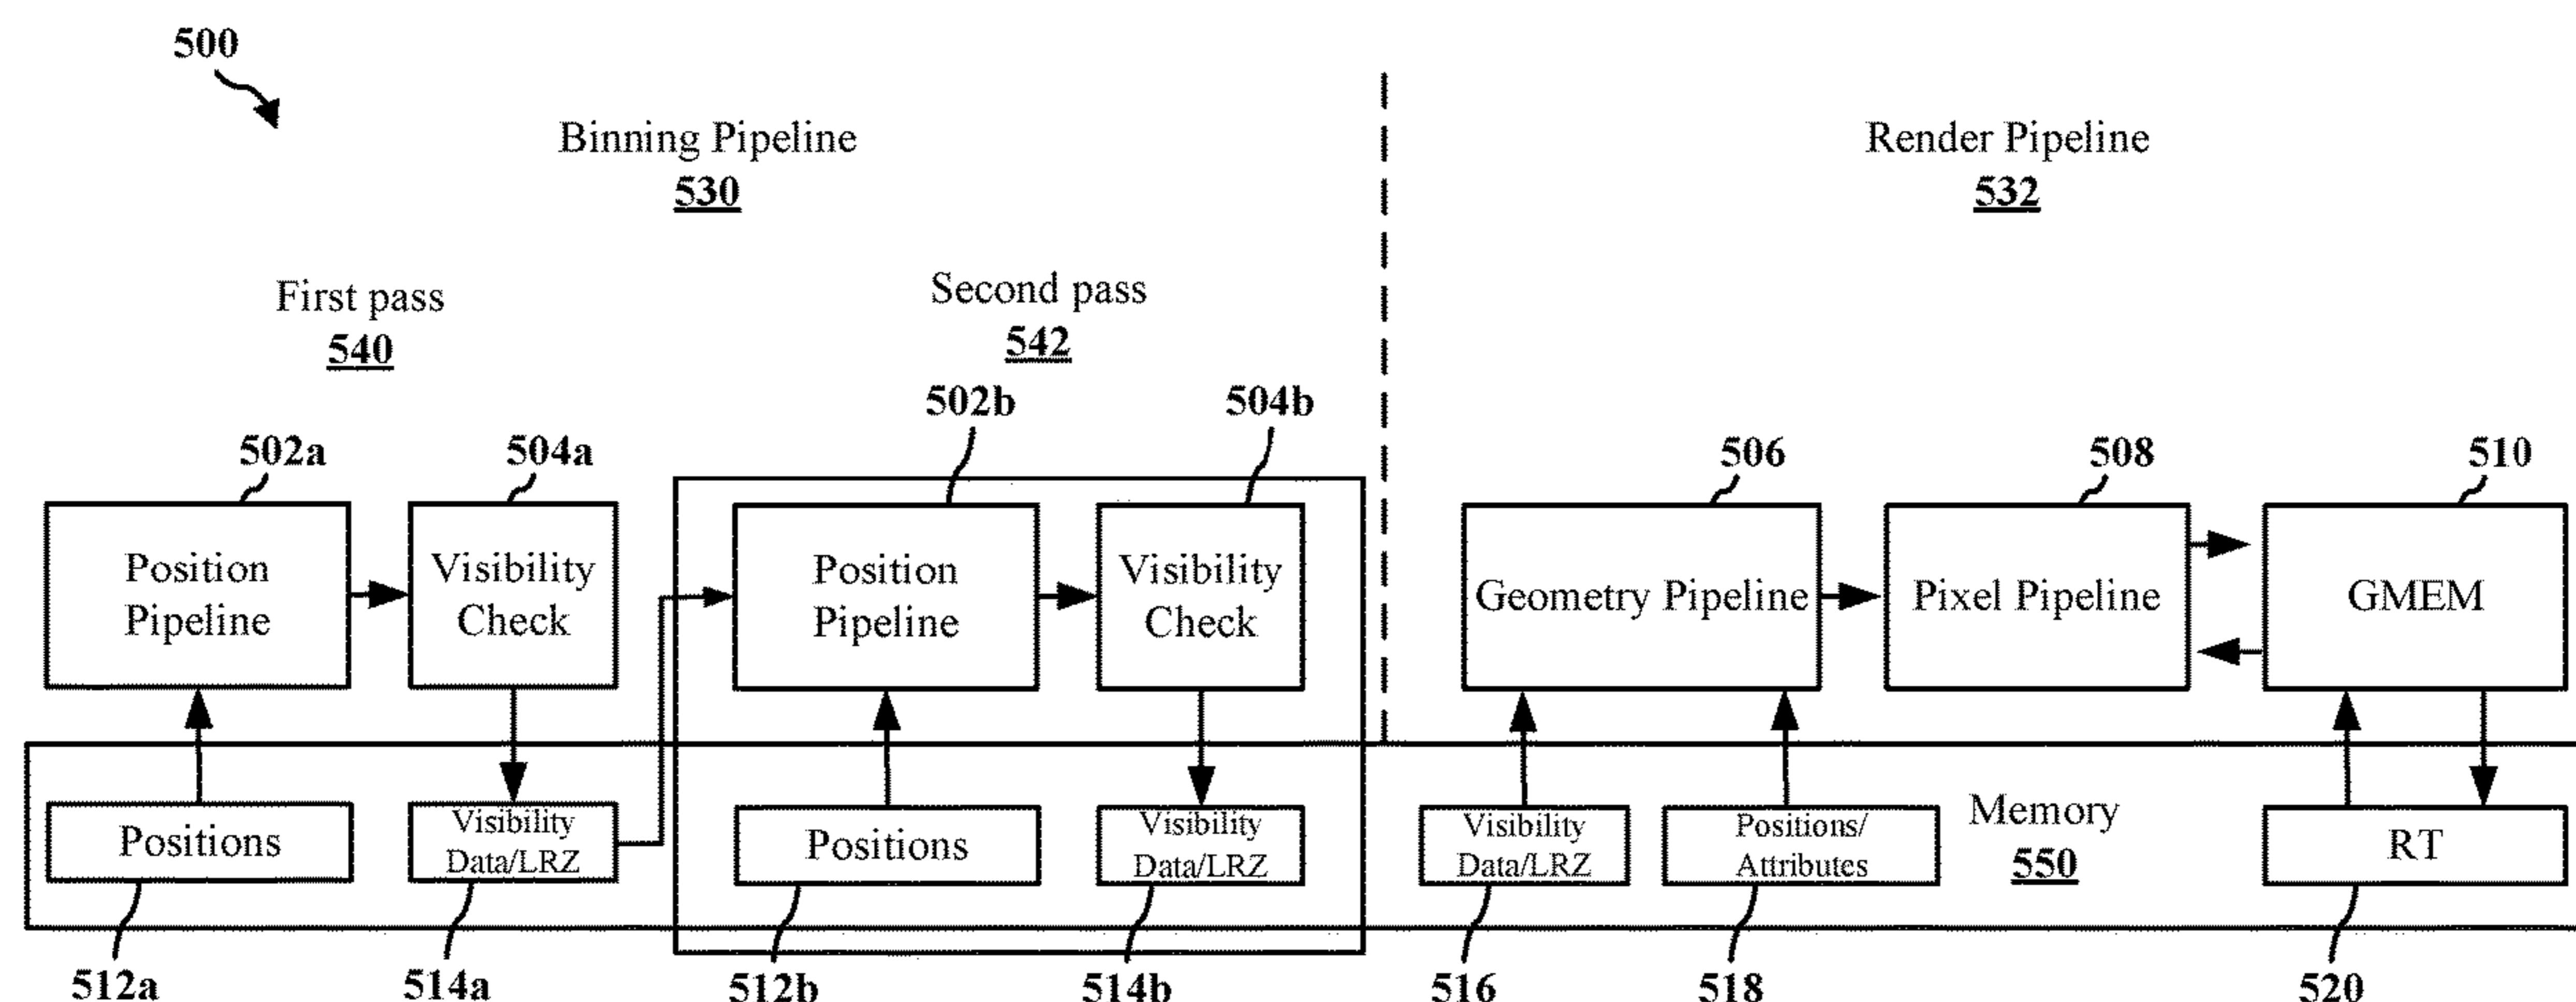 500
Binning Pipeline
530
Render Pipeline
532
First pass
540
Second pass
542
502a
504a
502b
504b
506
508
510
Position
Pipeline
Visibility
Check
Position
Pipeline
Visibility
Check
Geometry Pipeline
Pixel Pipeline
GMEM
Positions
Visibility
Data/LRZ
Positions
Visibility
Data/LRZ
Visibility
Data/LRZ
Positions/
Attributes
Memory
550
RT
512a
514a
512b
514b
516
518
520